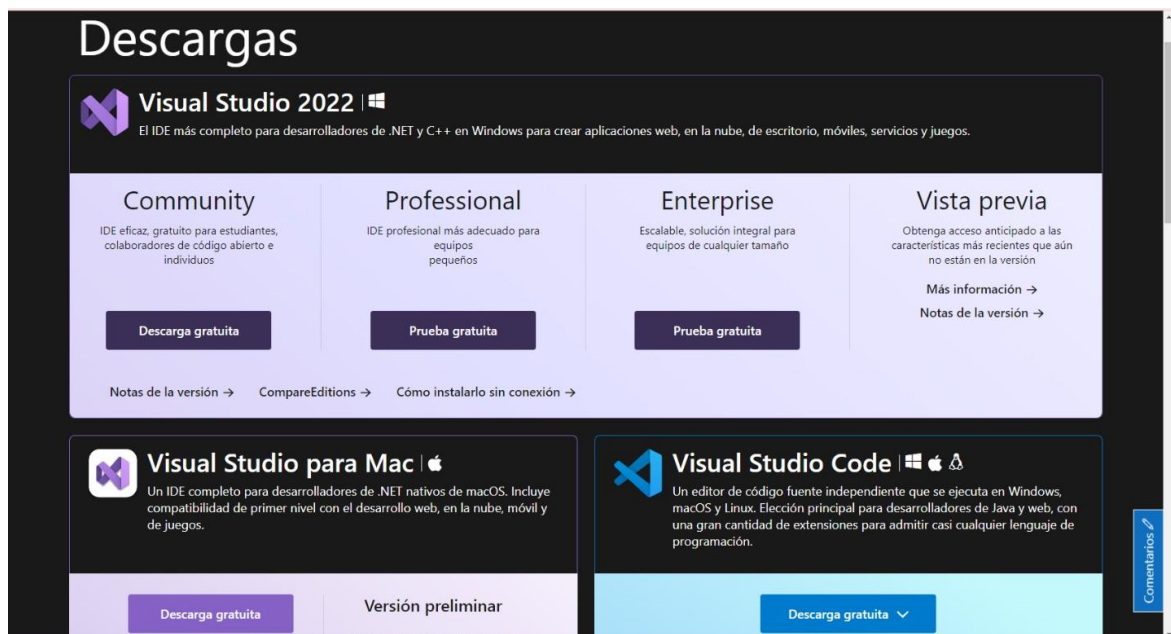 Descargas
Visual Studio 2022
El IDE más completo para desarrolladores de .NET y C++ en Windows para crear aplicaciones web, en la nube, de escritorio, móviles, servicios y juegos.
Community
IDE eficaz, gratuito para estudiantes,
colaboradores de código abierto e
individuos
Descarga gratuita
Professional
IDE profesional más adecuado para
equipos
pequeños
Prueba gratuita
Enterprise
Escalable, solución integral para
equipos de cualquier tamaño
Prueba gratuita
Vista previa
Obtenga acceso anticipado a las
características más recientes que aún
no están en la versión
Más información →
Notas de la versión →
Notas de la versión → CompareEditions → Cómo instalarlo sin conexión →
Visual Studio para Mac
Un IDE completo para desarrolladores de .NET nativos de macOS. Incluye
compatibilidad de primer nivel con el desarrollo web, en la nube, móvil y
de juegos.
Descarga gratuita
Versión preliminar
Visual Studio Code
Un editor de código fuente independiente que se ejecuta en Windows,
macOS y Linux. Elección principal para desarrolladores de Java y web, con
una gran cantidad de extensiones para admitir casi cualquier lenguaje de
programación.
Descarga gratuita
Comentarios